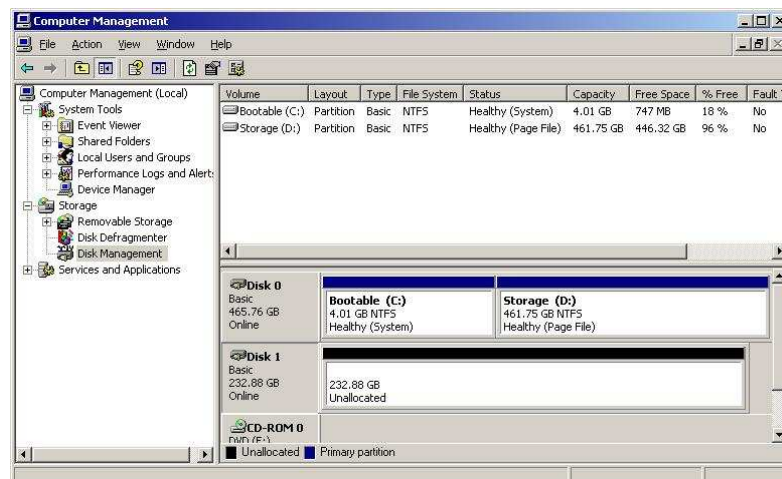 Computer Management
File Action View Window Help
Computer Management (Local)
System Tools
Event Viewer
Shared Folders
Local Users and Groups
Performance Logs and Alert
Device Manager
Storage
Removable Storage
Disk Defragmenter
Disk Management
Services and Applications
Volume Layout Type File System Status Capacity Free Space % Free Fault
Bootable (C:) Partition Basic NTFS Healthy (System) 4.01 GB 747 MB 18 % No
Storage (D:) Partition Basic NTFS Healthy (Page File) 461.75 GB 446.32 GB 96 % No
Disk 0
Basic
465.76 GB
Online
Bootable (C:)
4.01 GB NTFS
Healthy (System)
Storage (D:)
461.75 GB NTFS
Healthy (Page File)
Disk 1
Basic
232.88 GB
Online
232.88 GB
Unallocated
CD-ROM 0
DVD (E:)
Unallocated Primary partition